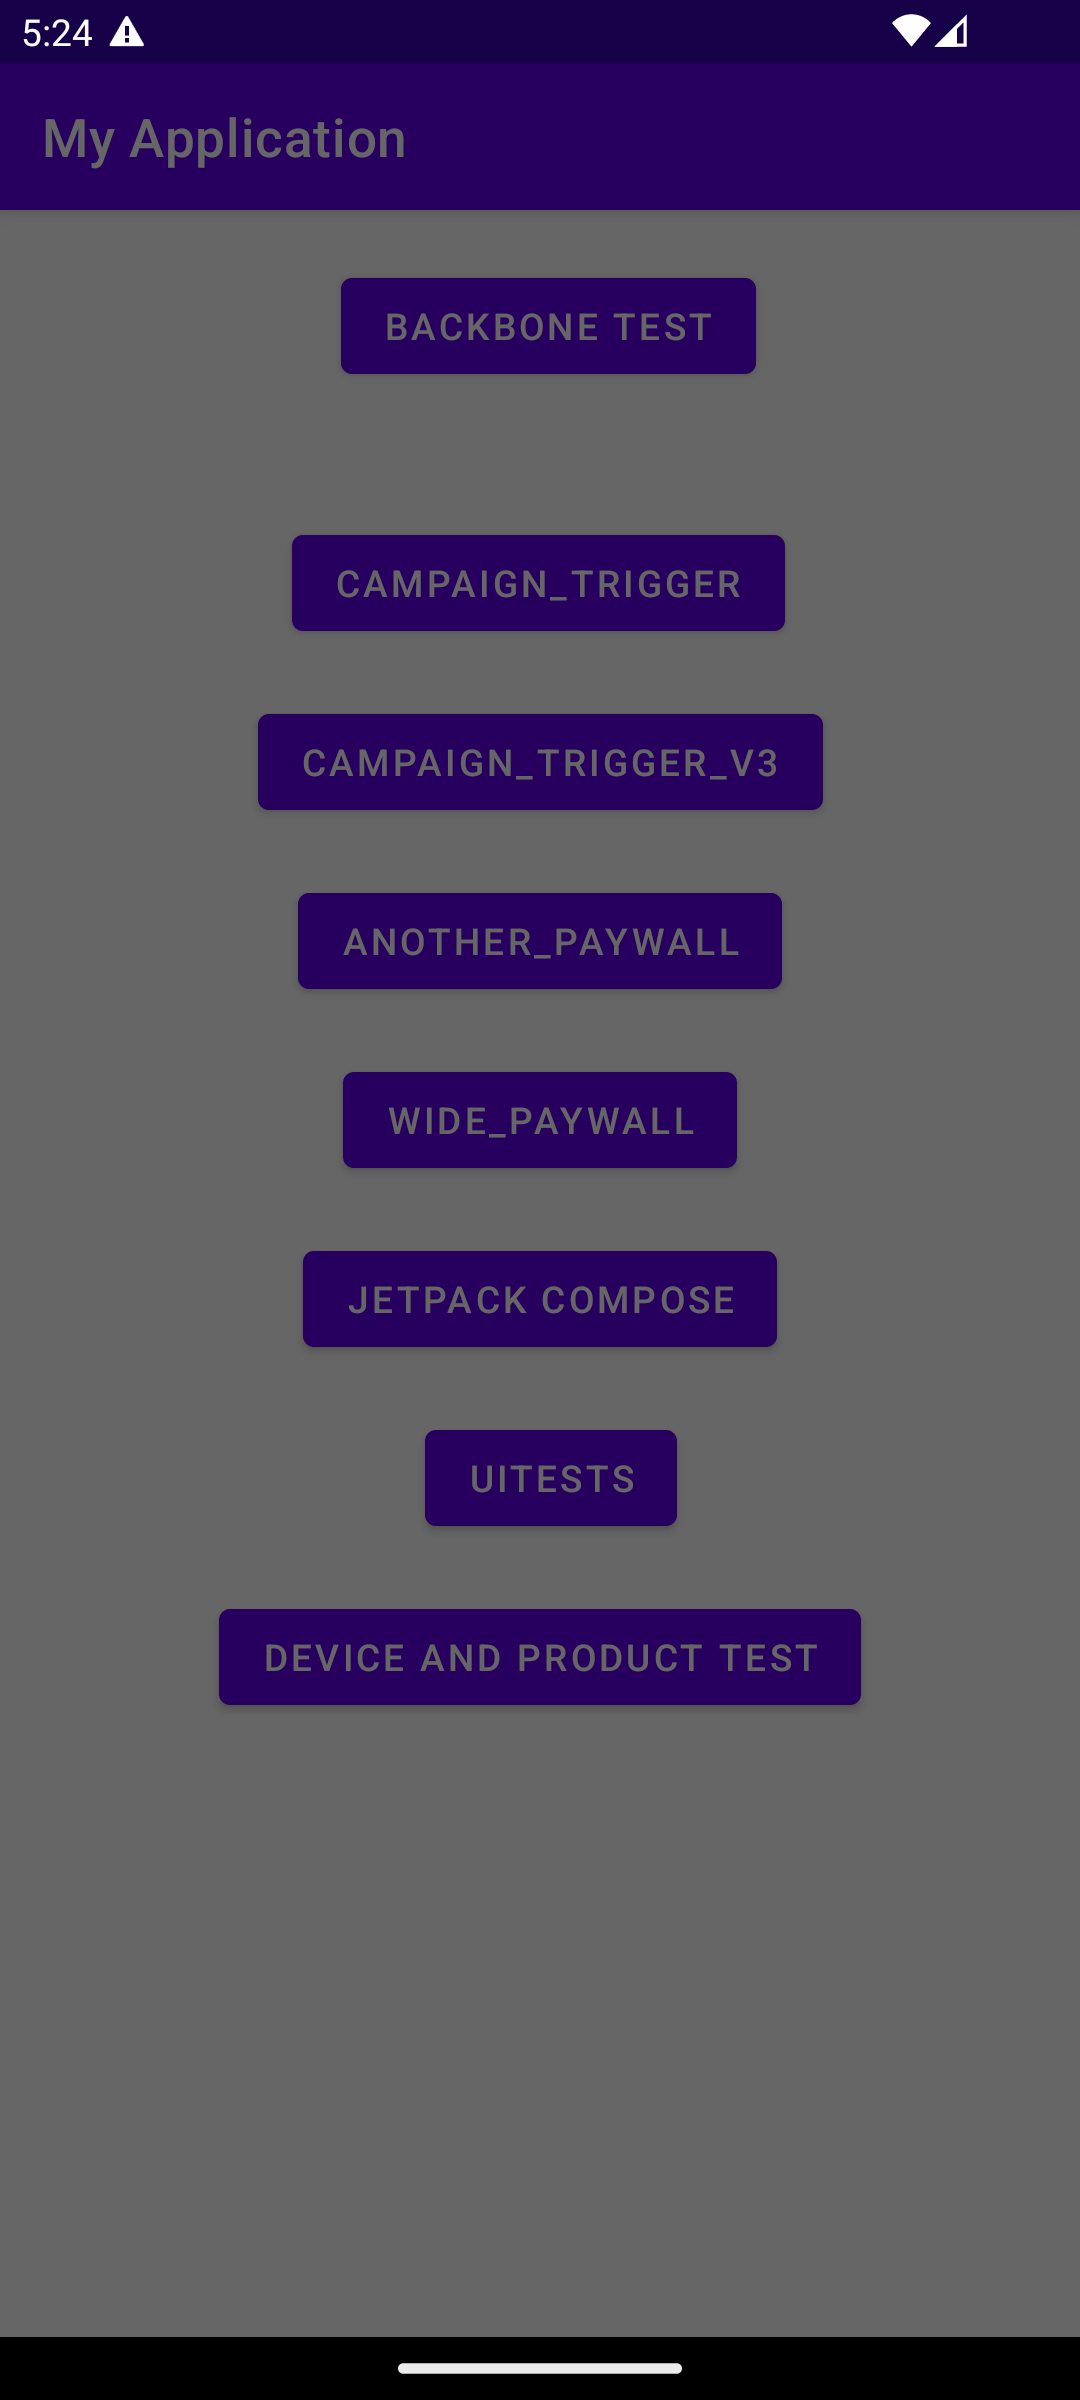 5:24
My Application
BACKBONE TEST
CAMPAIGN_TRIGGER
CAMPAIGN_TRIGGER_V3
ANOTHER_PAYWALL
WIDE_PAYWALL
JETPACK COMPOSE
UITESTS
DEVICE AND PRODUCT TEST